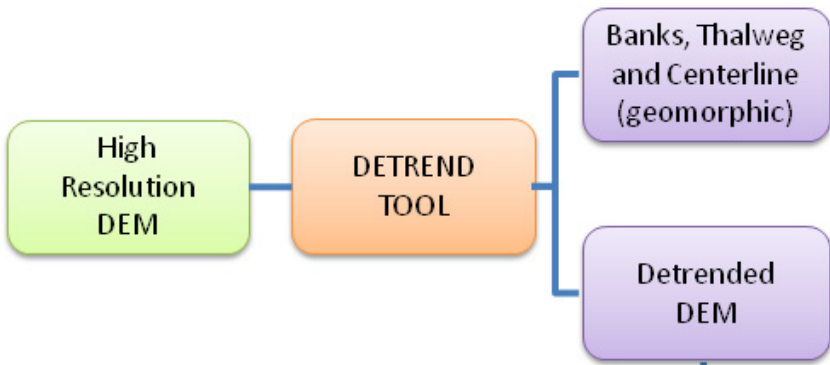 High
Resolution
DEM
DETREND
TOOL
Banks, Thalweg
and Centerline
(geomorphic)
Detrended
DEM